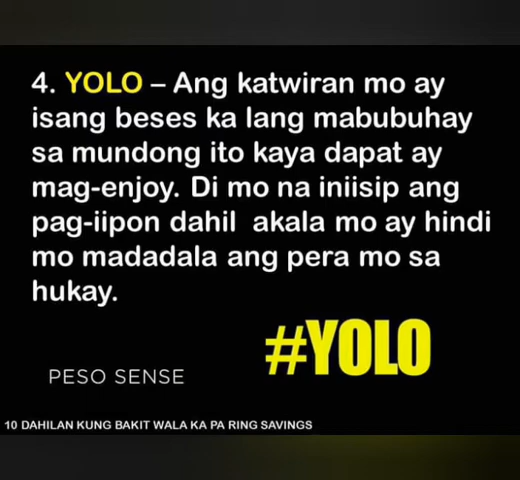 4. YOLO – Ang katwiran mo ay
isang beses ka lang mabubuhay
sa mundong ito kaya dapat ay
mag-enjoy. Di mo na iniisip ang
pag-iipon dahil akala mo ay hindi
mo madadala ang pera mo sa
hukay.
#YOLO
PESO SENSE
10 DAHILAN KUNG BAKIT WALA KA PA RING SAVINGS